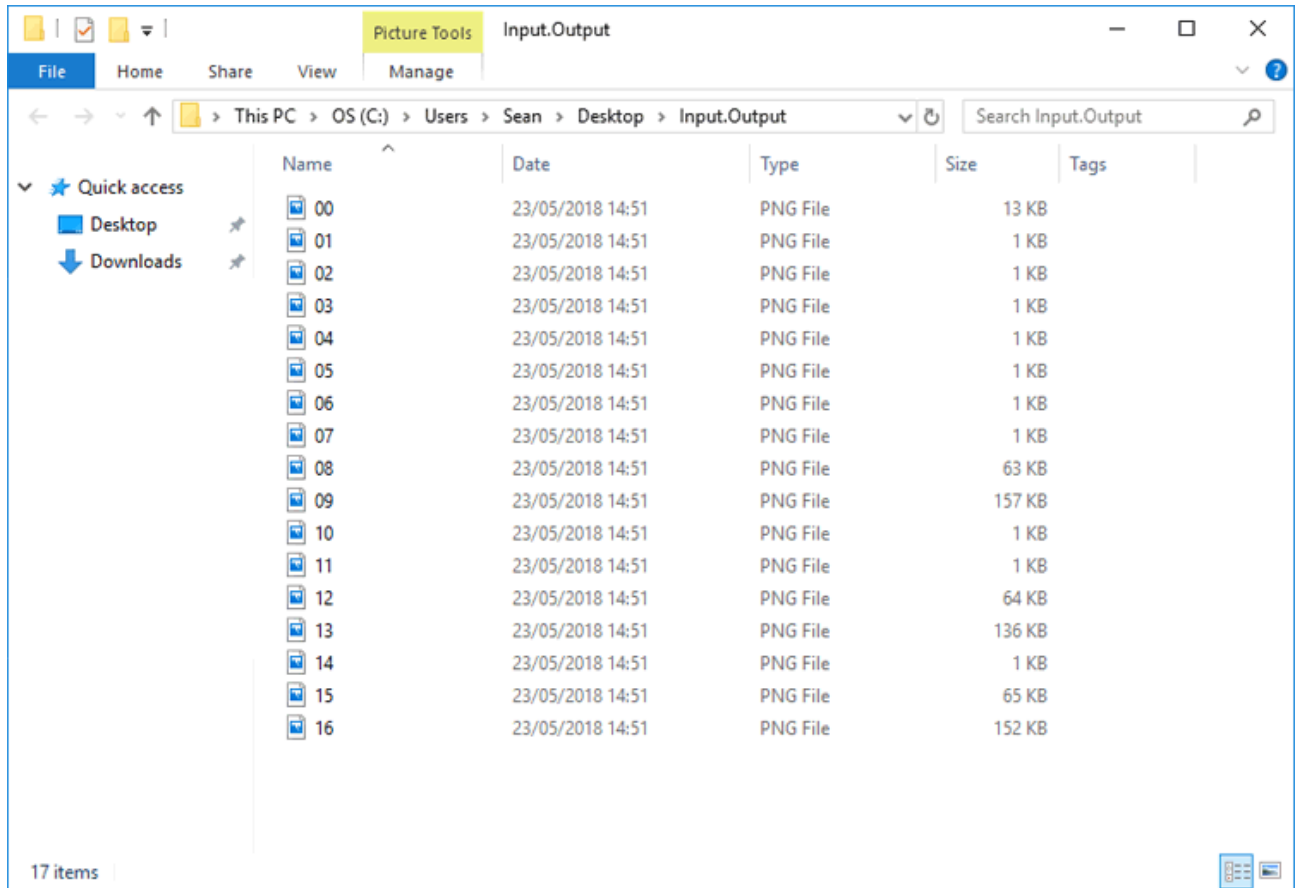 Picture Tools Input.Output
File Home Share View Manage
This PC > OS (C:) > Users > Sean > Desktop > Input.Output Search Input.Output
Name Date Type Size Tags
Quick access
Desktop
Downloads
00 23/05/2018 14:51 PNG File 13 KB
01 23/05/2018 14:51 PNG File 1 KB
02 23/05/2018 14:51 PNG File 1 KB
03 23/05/2018 14:51 PNG File 1 KB
04 23/05/2018 14:51 PNG File 1 KB
05 23/05/2018 14:51 PNG File 1 KB
06 23/05/2018 14:51 PNG File 1 KB
07 23/05/2018 14:51 PNG File 1 KB
08 23/05/2018 14:51 PNG File 63 KB
09 23/05/2018 14:51 PNG File 157 KB
10 23/05/2018 14:51 PNG File 1 KB
11 23/05/2018 14:51 PNG File 1 KB
12 23/05/2018 14:51 PNG File 64 KB
13 23/05/2018 14:51 PNG File 136 KB
14 23/05/2018 14:51 PNG File 1 KB
15 23/05/2018 14:51 PNG File 65 KB
16 23/05/2018 14:51 PNG File 152 KB
17 items